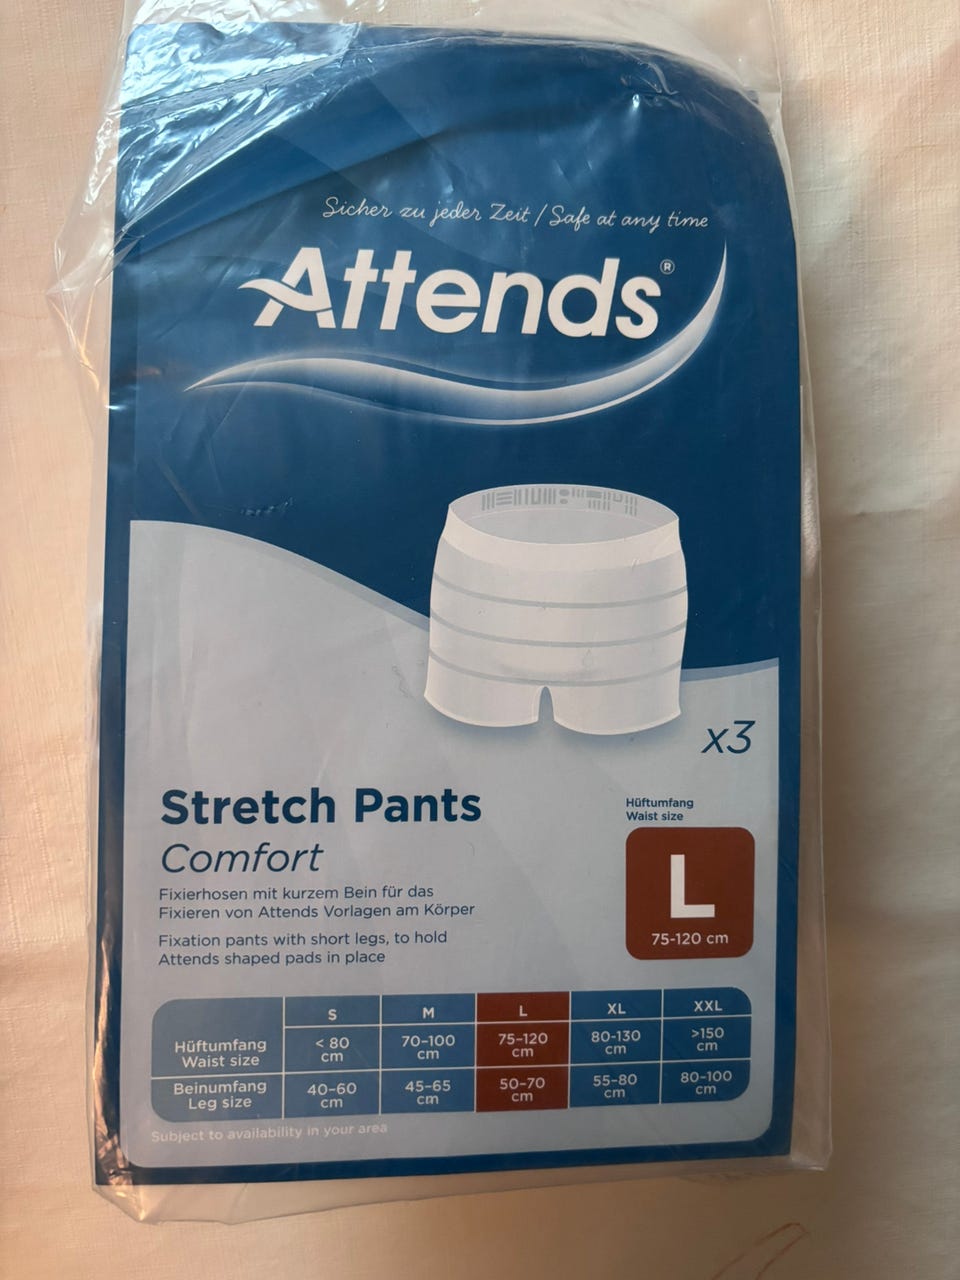 Sicher zu jeder Zeit / Safe at any time
Attends®
x3
Stretch Pants
Comfort
Fixierhosen mit kurzem Bein für das
Fixieren von Attends Vorlagen am Körper
Fixation pants with short legs, to hold
Attends shaped pads in place
Hüftumfang
Waist size
L
75-120 cm
S M L XL XXL
Hüftumfang
Waist size
< 80 cm
70-100 cm
75-120 cm
80-130 cm
>150 cm
Beinumfang
Leg size
40-60 cm
45-65 cm
50-70 cm
55-80 cm
80-100 cm
Subject to availability in your area